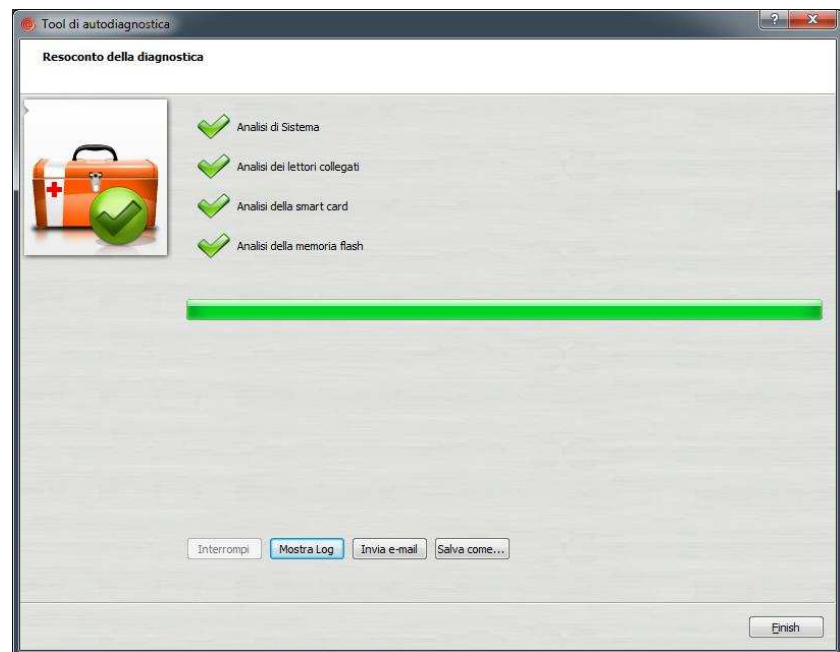 Tool di autodiagnostica
Resoconto della diagnostica
Analisi di Sistema
Analisi dei lettori collegati
Analisi della smart card
Analisi della memoria flash
Interrompi Mostra Log Invia e-mail Salva come...
Finish